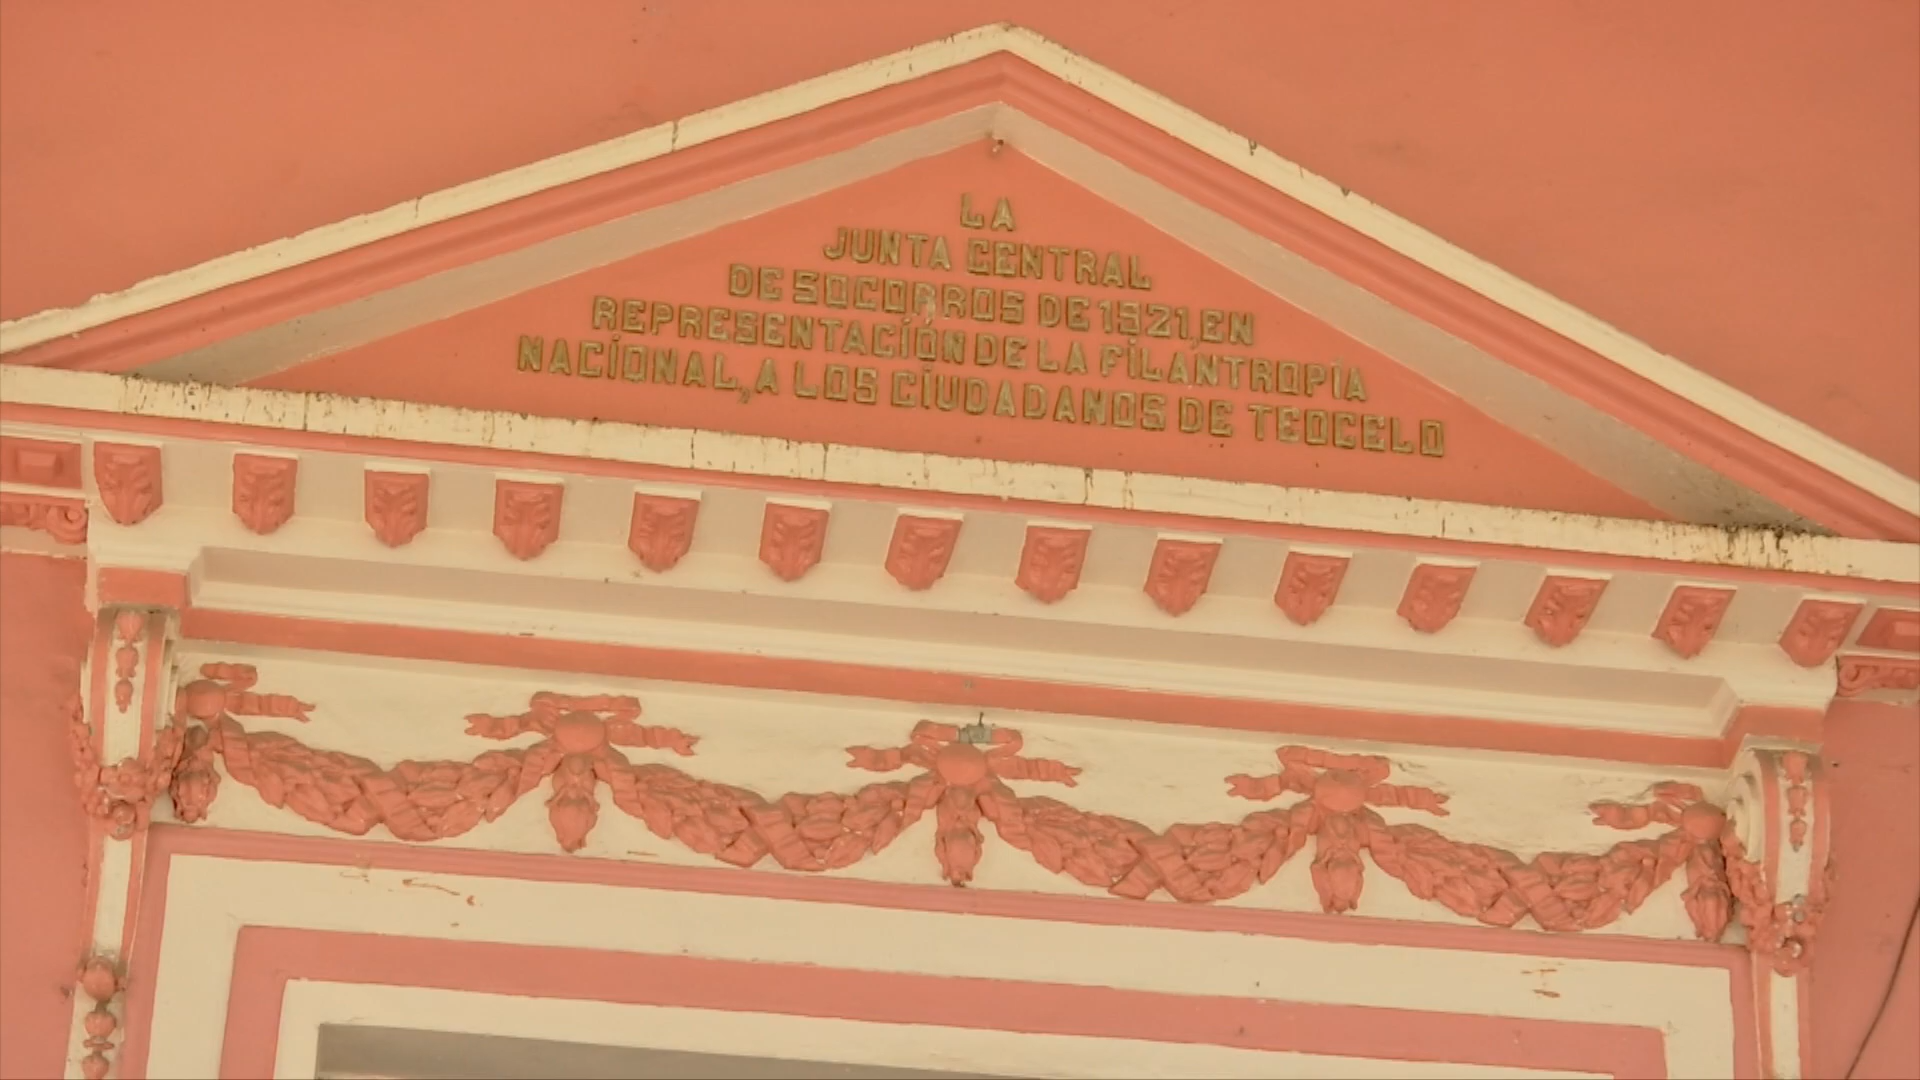 LA
JUNTA CENTRAL
DE SOCORROS DE 1921, EN
REPRESENTACIÓN DE LA FILANTROPÍA
NACIONAL, A LOS CIUDADANOS DE TEOCELO